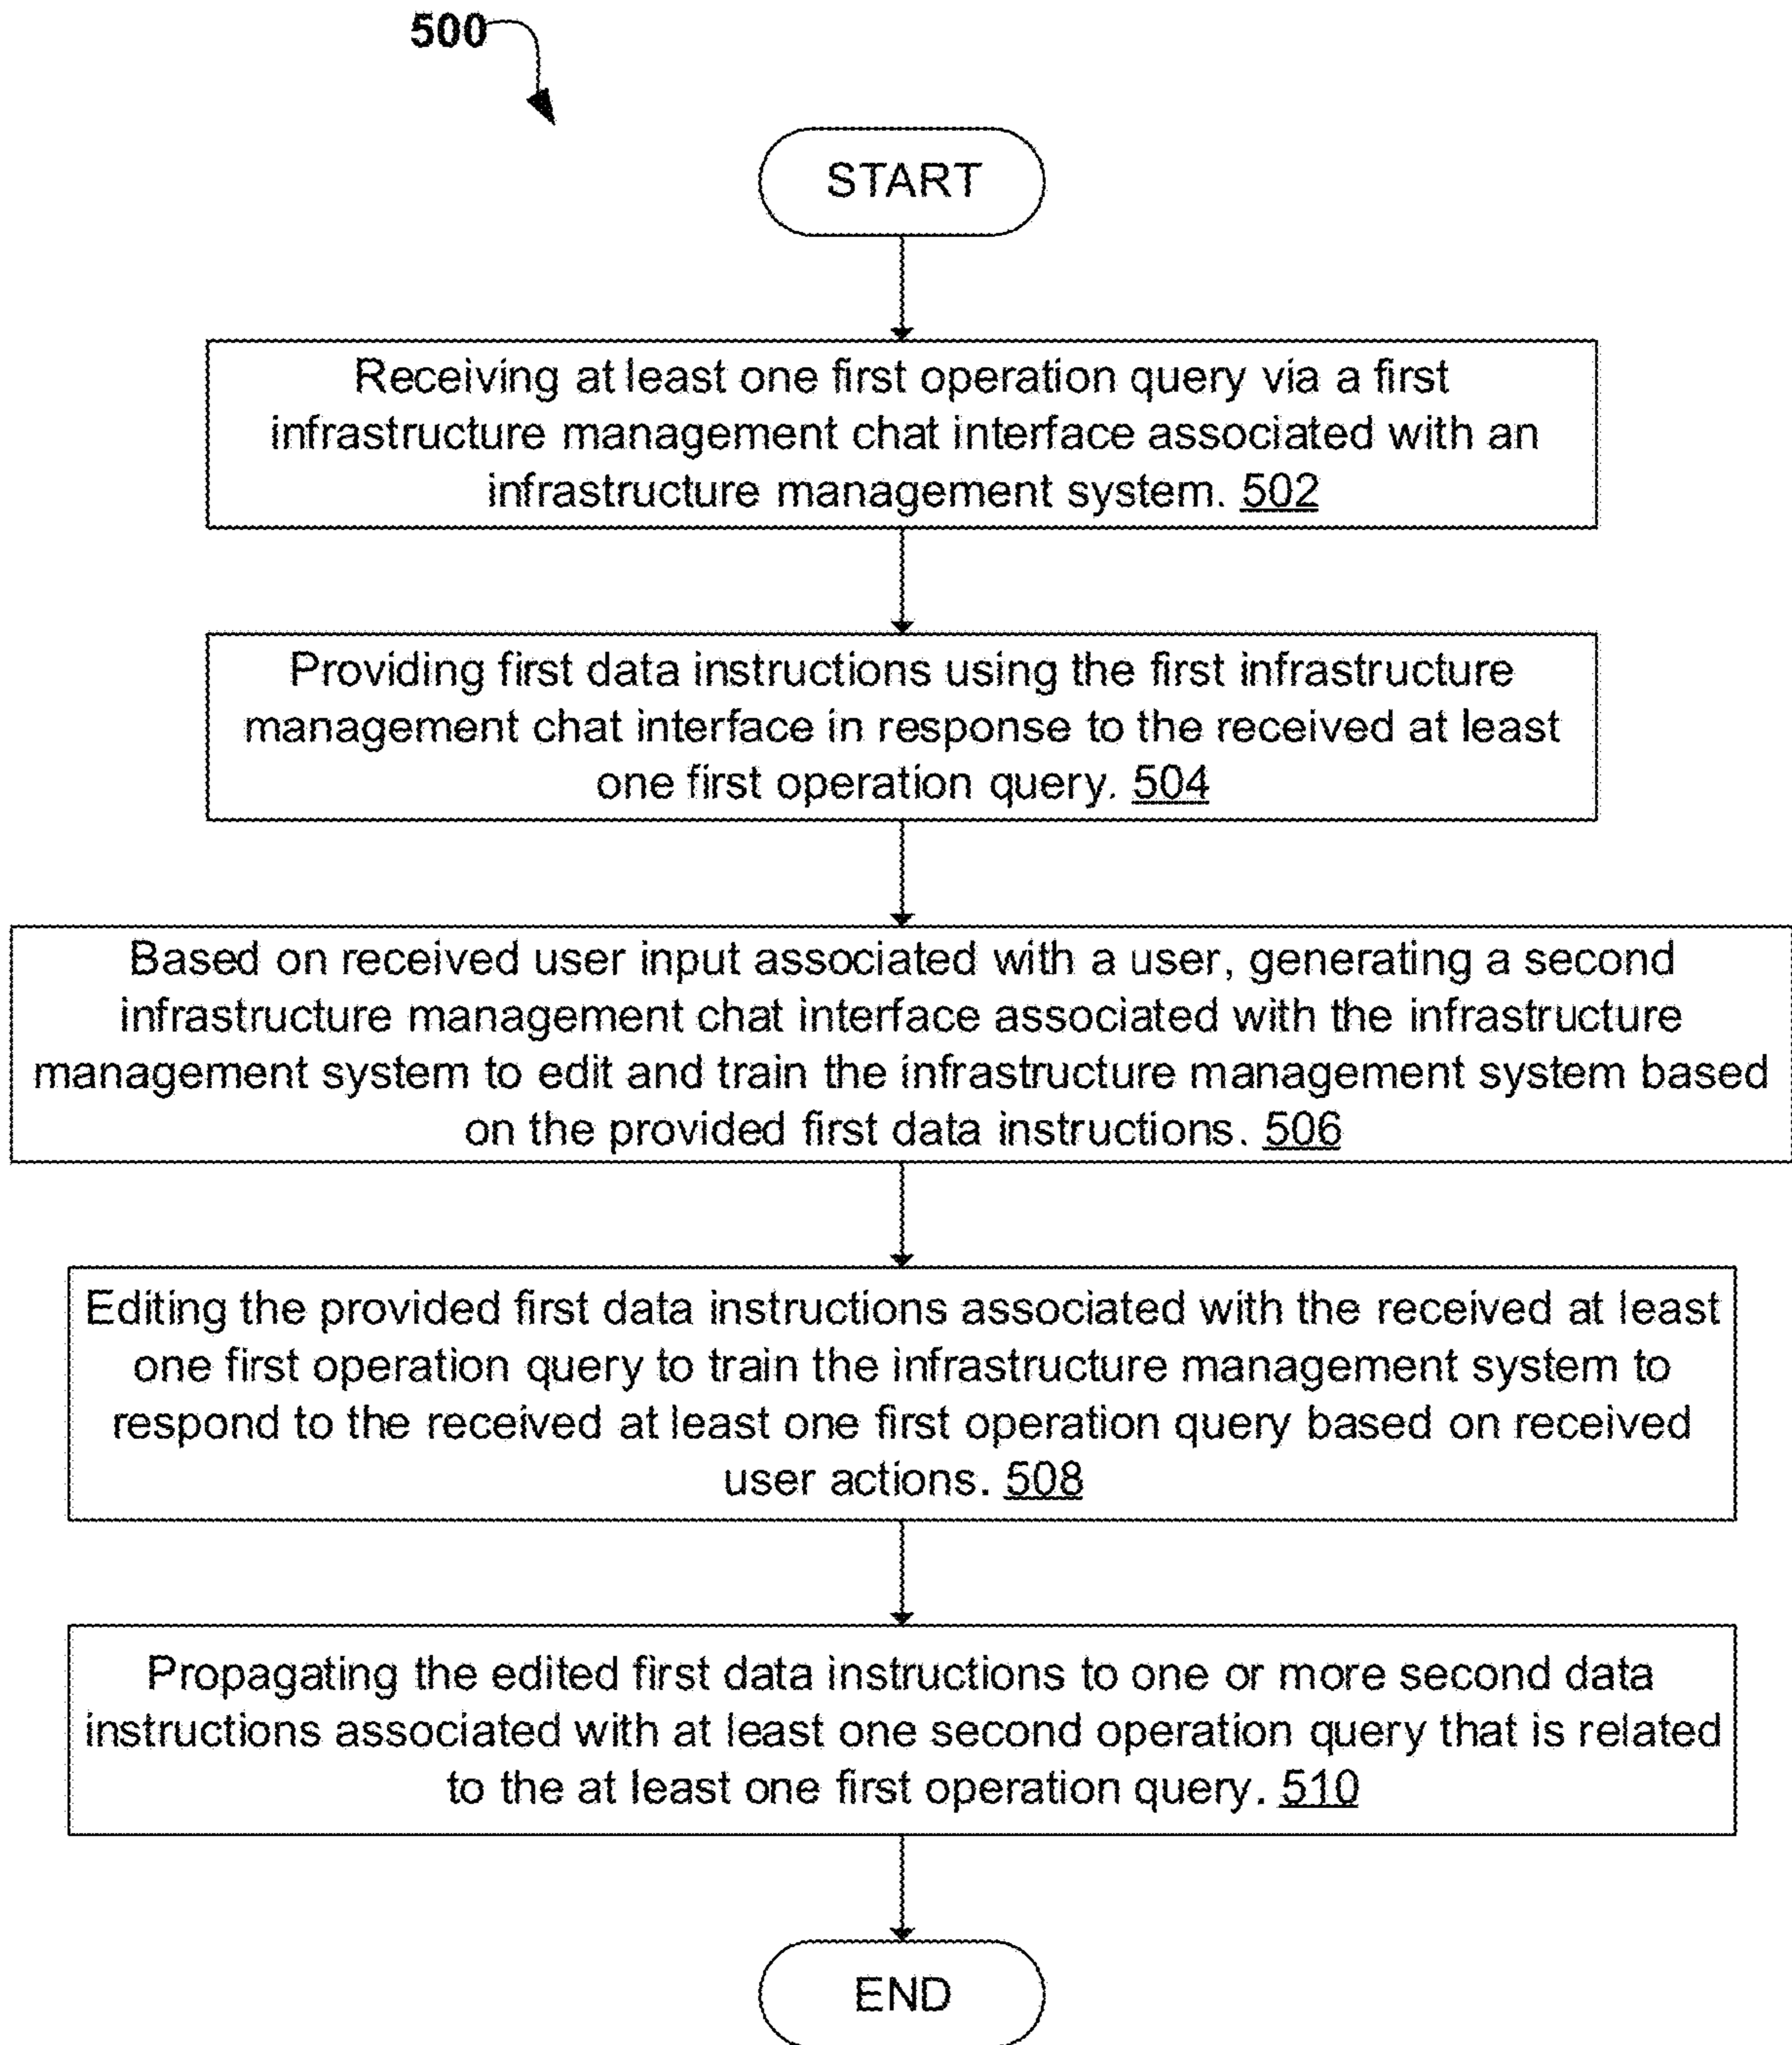 500
START
Receiving at least one first operation query via a first
infrastructure management chat interface associated with an
infrastructure management system. 502
Providing first data instructions using the first infrastructure
management chat interface in response to the received at least
one first operation query. 504
Based on received user input associated with a user, generating a second
infrastructure management chat interface associated with the infrastructure
management system to edit and train the infrastructure management system based
on the provided first data instructions. 506
Editing the provided first data instructions associated with the received at least
one first operation query to train the infrastructure management system to
respond to the received at least one first operation query based on received
user actions. 508
Propagating the edited first data instructions to one or more second data
instructions associated with at least one second operation query that is related
to the at least one first operation query. 510
END